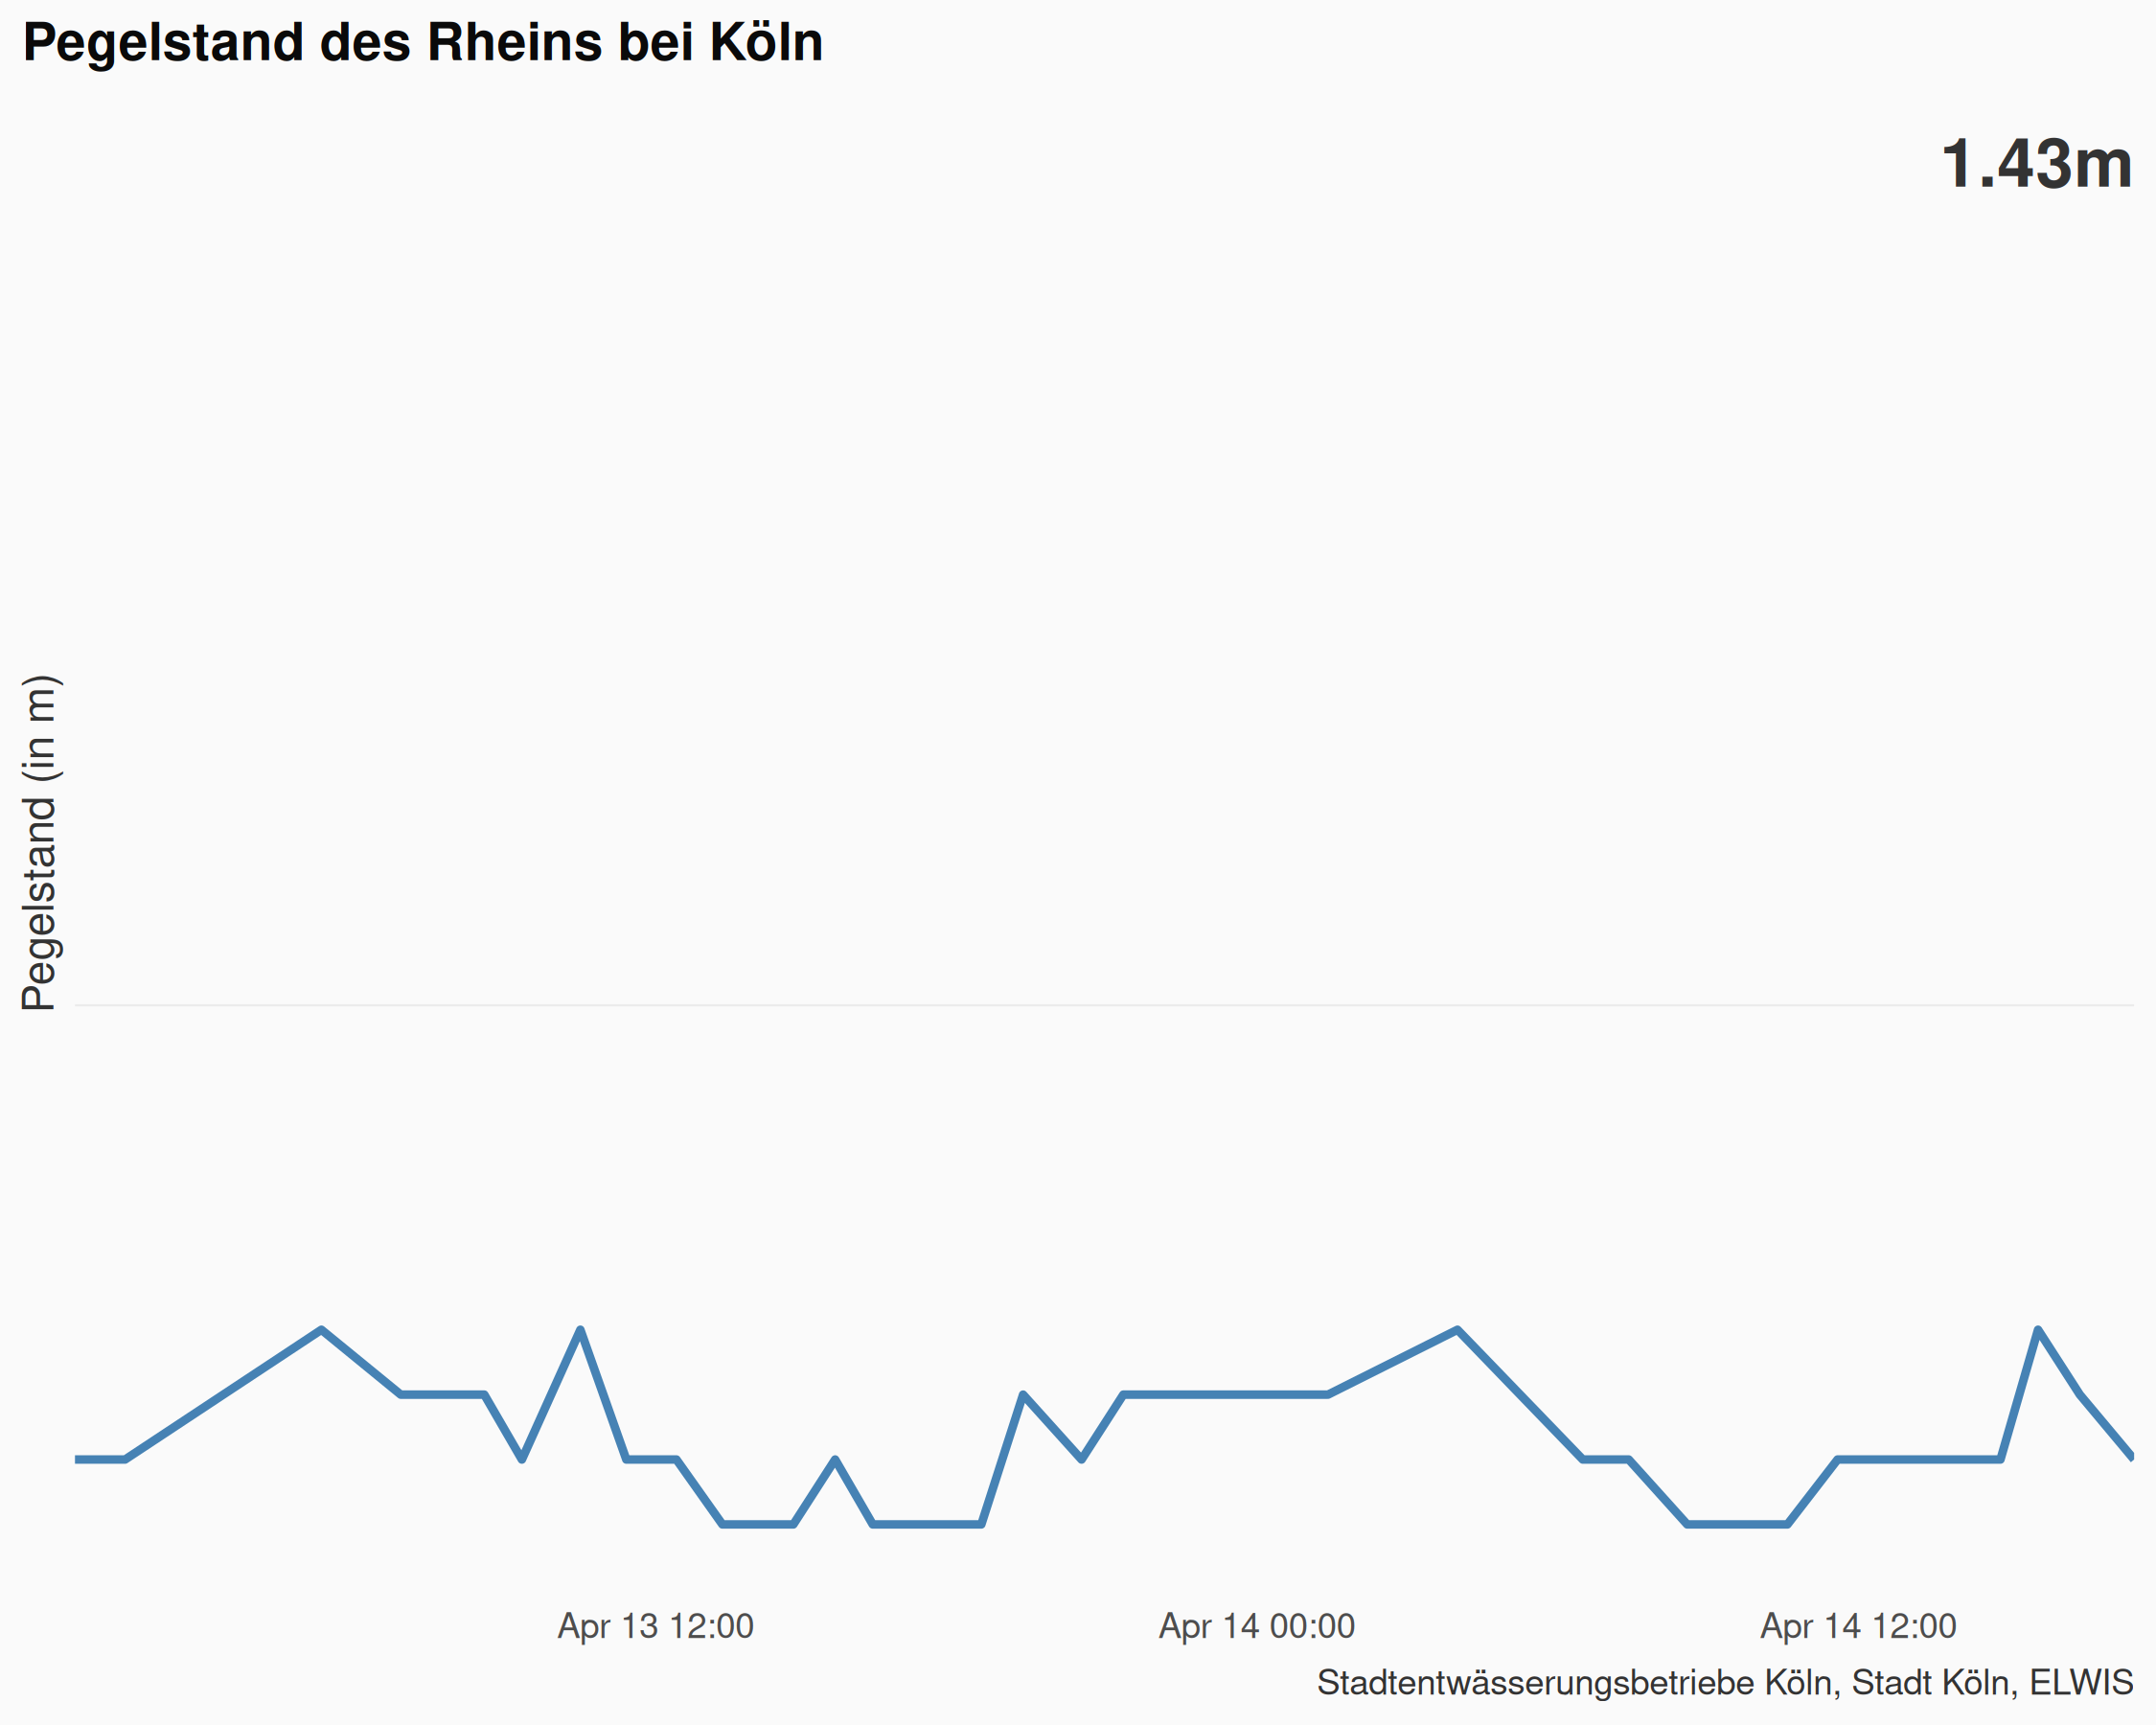 Pegelstand des Rheins bei Köln
1.43m
Pegelstand (in m)
Apr 13 12:00
Apr 14 00:00
Apr 14 12:00
Stadtentwässerungsbetriebe Köln, Stadt Köln, ELWIS